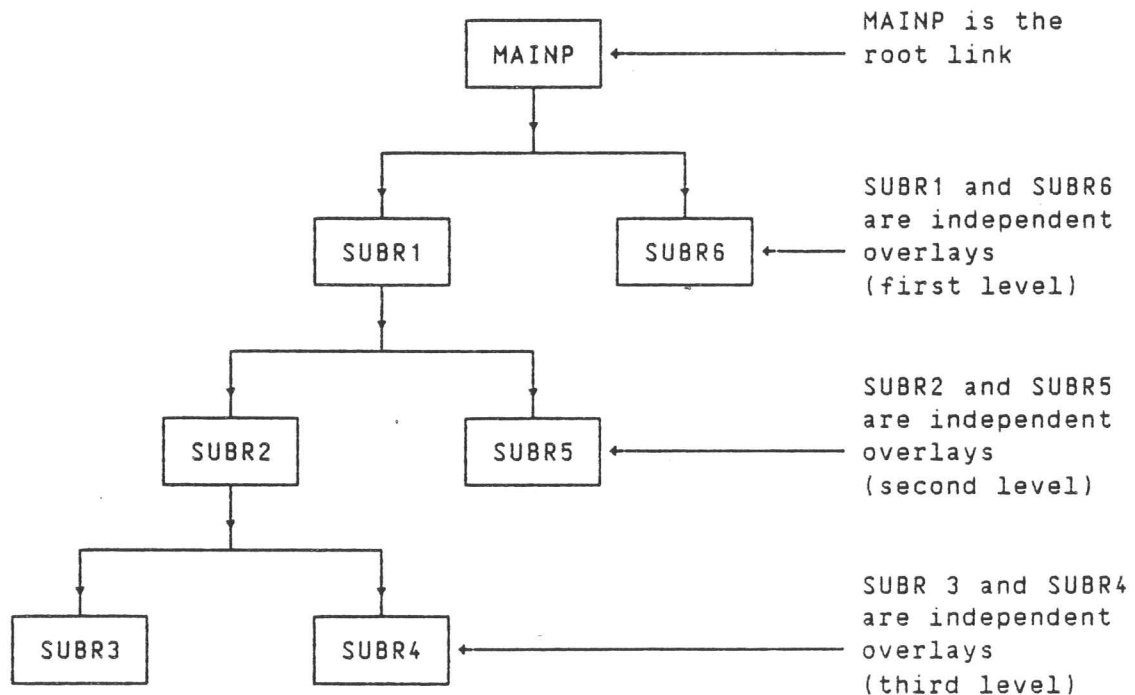 MAINP
MAINP is the
root link
SUBR1
SUBR6
SUBR1 and SUBR6
are independent
overlays
(first level)
SUBR2
SUBR5
SUBR2 and SUBR5
are independent
overlays
(second level)
SUBR3
SUBR4
SUBR 3 and SUBR4
are independent
overlays
(third level)